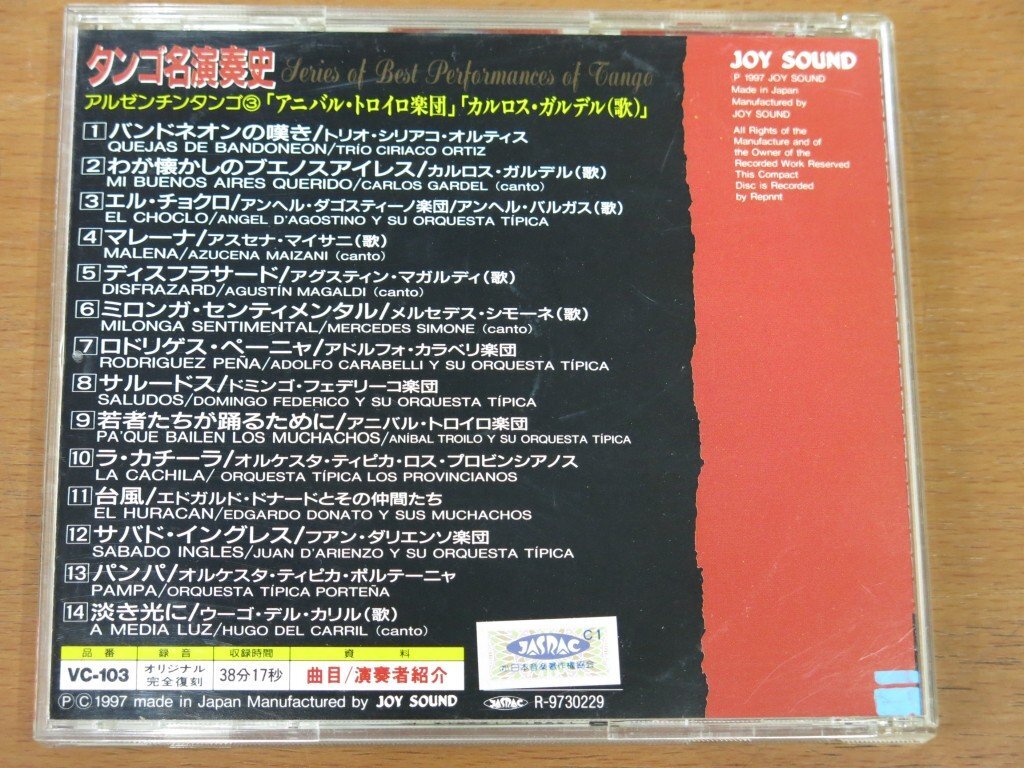 タンゴ名演奏史 Series of Best Performances of Tango
アルゼンチンタンゴ③「アニバル・トロイロ楽団」「カルロス・ガルデル(歌)」
1 バンドネオンの嘆き/トリオ・シリアコ・オルティス
QUEJAS DE BANDONEON/TRÍO CIRIACO ORTIZ
2 わが懐かしのブエノスアイレス/カルロス・ガルデル(歌)
MI BUENOS AIRES QUERIDO/CARLOS GARDEL (canto)
3 エル・チョクロ/アンヘル・ダゴスティーノ楽団/アンヘル・バルガス(歌)
EL CHOCLO/ANGEL D'AGOSTINO Y SU ORQUESTA TÍPICA
4 マレーナ/アスセナ・マイサニ(歌)
MALENA/AZUCENA MAIZANI (canto)
5 ディスフラサード/アグスティン・マガルディ(歌)
DISFRAZARD/AGUSTÍN MAGALDI (canto)
6 ミロンガ・センティメンタル/メルセデス・シモーネ(歌)
MILONGA SENTIMENTAL/MERCEDES SIMONE (canto)
7 ロドリゲス・ペーニャ/アドルフォ・カラベリ楽団
RODRIGUEZ PEÑA/ADOLFO CARABELLI Y SU ORQUESTA TÍPICA
8 サルードス/ドミンゴ・フェデリーコ楽団
SALUDOS/DOMINGO FEDERICO Y SU ORQUESTA TÍPICA
9 若者たちが踊るために/アニバル・トロイロ楽団
PA'QUE BAILEN LOS MUCHACHOS/ANÍBAL TROILO Y SU ORQUESTA TÍPICA
10 ラ・カチーラ/オルケスタ・ティピカ・ロス・プロビンシアノス
LA CACHILA/ ORQUESTA TÍPICA LOS PROVINCIANOS
11 台風/エドガルド・ドナードとその仲間たち
EL HURACAN/EDGARDO DONATO Y SUS MUCHACHOS
12 サバド・イングレス/フアン・ダリエンソ楽団
SABADO INGLES/JUAN D'ARIENZO Y SU ORQUESTA TÍPICA
13 パンパ/オルケスタ・ティピカ・ポルテーニャ
PAMPA/ORQUESTA TÍPICA PORTEÑA
14 淡き光に/ウーゴ・デル・カリル(歌)
A MEDIA LUZ/HUGO DEL CARRIL (canto)
品番 録音 収録時間 資料
VC-103 オリジナル完全復刻 38分17秒 曲目/演奏者紹介
℗©1997 made in Japan Manufactured by JOY SOUND
JASRAC R-9730229
JASRAC C1
(社)日本音楽著作権協会
JOY SOUND
P 1997 JOY SOUND
Made in Japan
Manufactured by
JOY SOUND
All Rights of the
Manufacture and of
the Owner of the
Recorded Work Reserved
This Compact
Disc is Recorded
by Reprint